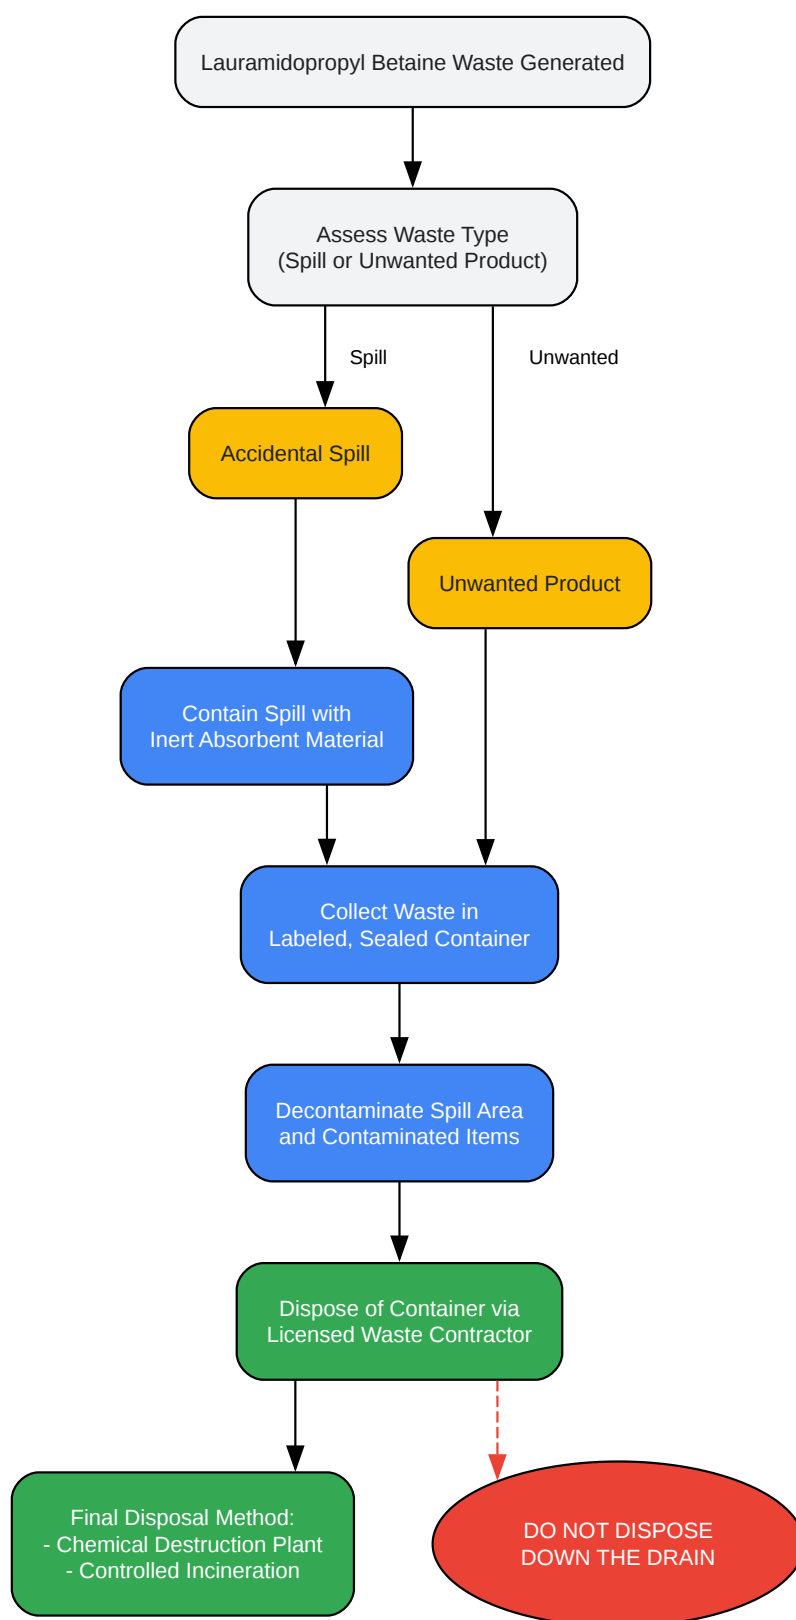 Lauramidopropyl Betaine Waste Generated
Assess Waste Type
(Spill or Unwanted Product)
Spill
Unwanted
Accidental Spill
Unwanted Product
Contain Spill with
Inert Absorbent Material
Collect Waste in
Labeled, Sealed Container
Decontaminate Spill Area
and Contaminated Items
Dispose of Container via
Licensed Waste Contractor
Final Disposal Method:
- Chemical Destruction Plant
- Controlled Incineration
DO NOT DISPOSE
DOWN THE DRAIN